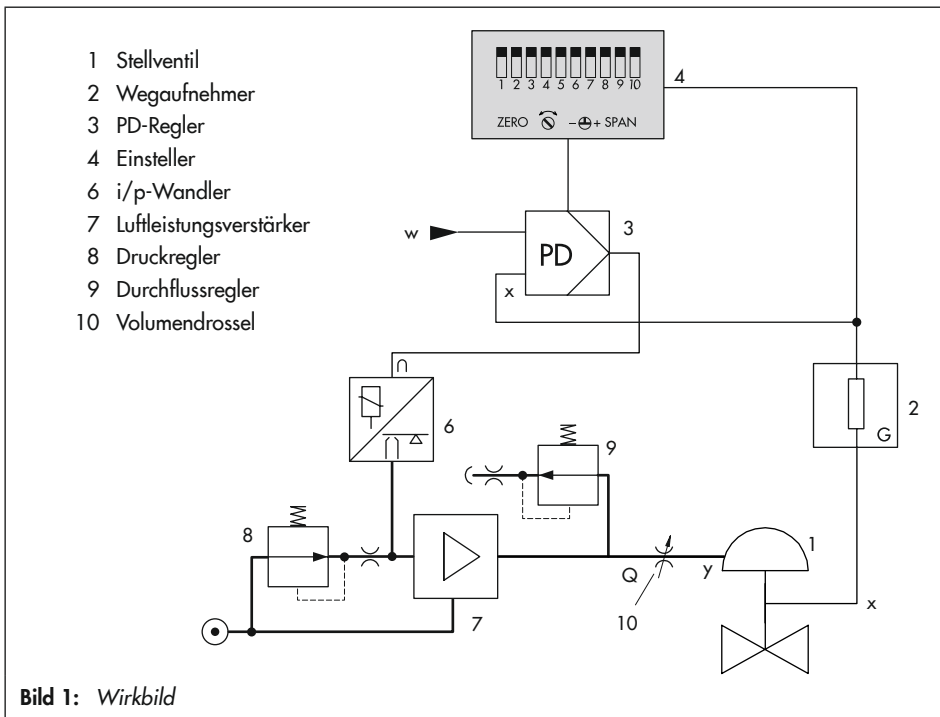 1 Stellventil
2 Wegaufnehmer
3 PD-Regler
4 Einsteller
6 i/p-Wandler
7 Luftleistungsverstärker
8 Druckregler
9 Durchflussregler
10 Volumendrossel
1 2 3 4 5 6 7 8 9 10
ZERO - + SPAN
4
w
PD
3
x
2
G
6
9
8
7
Q
10
y
1
x
Bild 1: Wirkbild